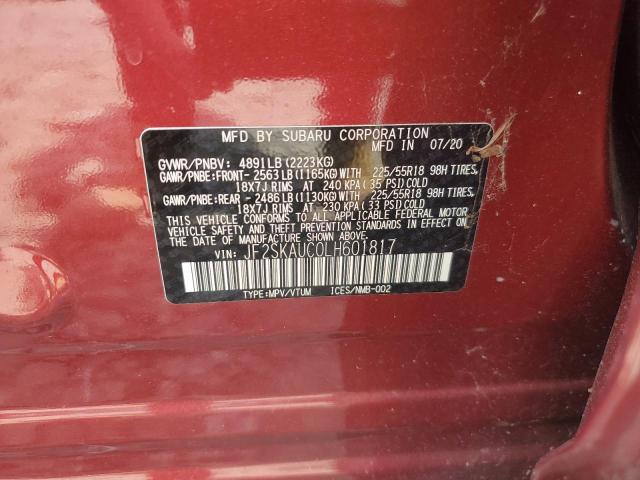 MFD BY SUBARU CORPORATION
MFD IN 07/20
GVWR/PNBV: 4891LB(2223KG)
GAWR/PNBE:FRONT- 2563LB(1165KG)WITH 225/55R18 98H TIRES,
18X7J RIMS AT 240 KPA(35 PSI)COLD
GAWR/PNBE:REAR - 2486LB(1130KG)WITH 225/55R18 98H TIRES,
18X7J RIMS AT 230 KPA(33 PSI)COLD
THIS VEHICLE CONFORMS TO ALL APPLICABLE FEDERAL MOTOR
VEHICLE SAFETY AND THEFT PREVENTION STANDARDS IN EFFECT ON
THE DATE OF MANUFACTURE SHOWN ABOVE.
VIN: JF2SKAUC0LH601817
TYPE:MPV/VTUM ICES/NMB-002